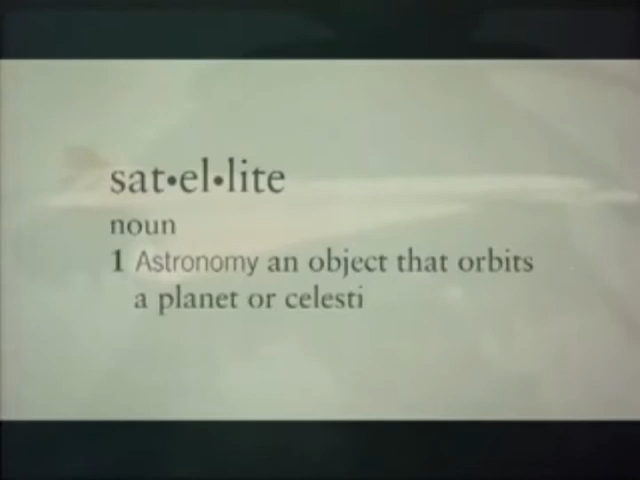 sat•el•lite
noun
1 Astronomy an object that orbits
a planet or celesti